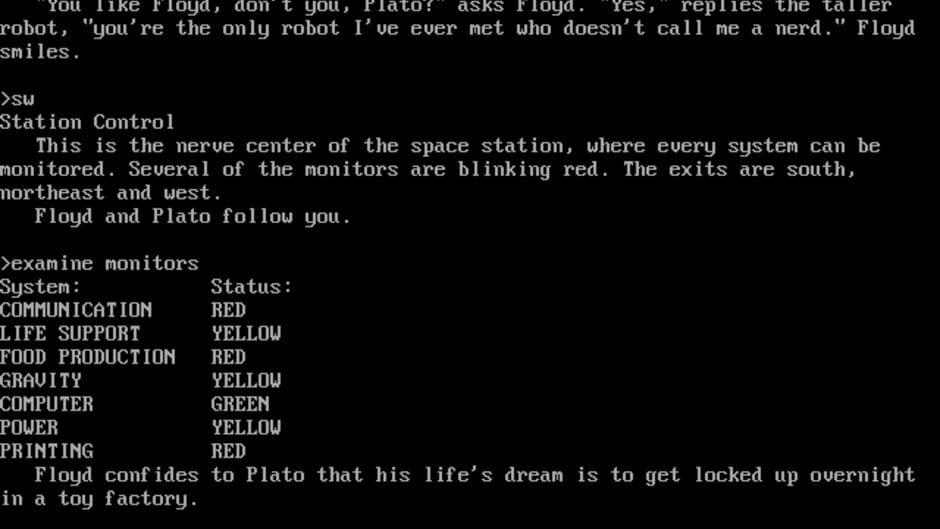 "You like Floyd, don't you, Plato?" asks Floyd. "Yes," replies the taller
robot, "you're the only robot I've ever met who doesn't call me a nerd." Floyd
smiles.
>sw
Station Control
This is the nerve center of the space station, where every system can be
monitored. Several of the monitors are blinking red. The exits are south,
northeast and west.
Floyd and Plato follow you.
>examine monitors
System: Status:
COMMUNICATION RED
LIFE SUPPORT YELLOW
FOOD PRODUCTION RED
GRAVITY YELLOW
COMPUTER GREEN
POWER YELLOW
PRINTING RED
Floyd confides to Plato that his life's dream is to get locked up overnight
in a toy factory.